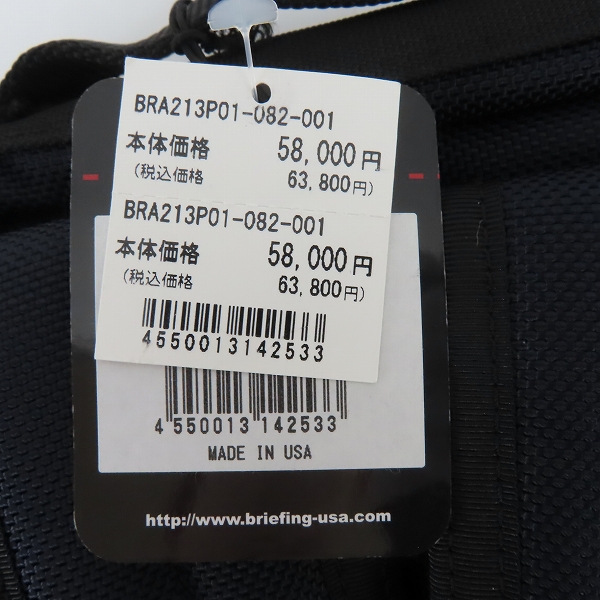 BRA213P01-082-001
本体価格 58,000円
(税込価格 63,800円)
BRA213P01-082-001
本体価格 58,000円
(税込価格 63,800円)
4550013142533
4 550013 142533
MADE IN USA
http://www.briefing-usa.com